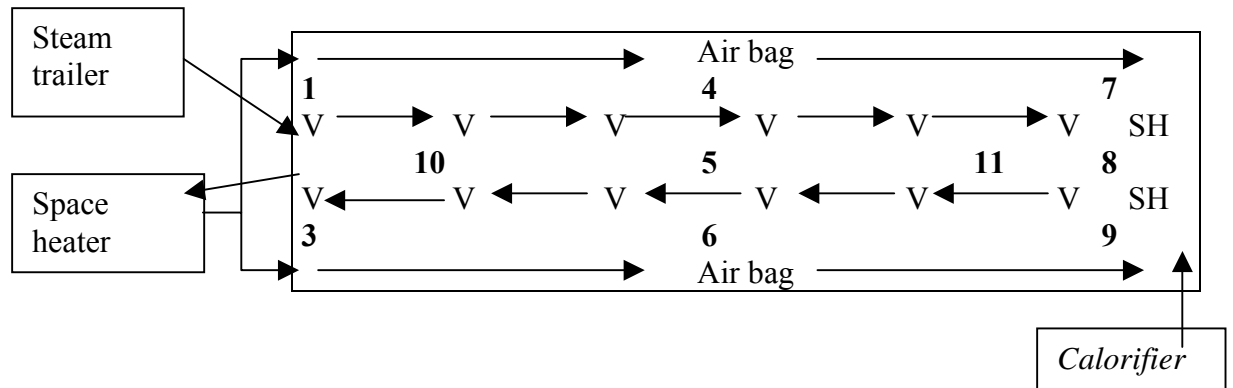 Steam
trailer
Air bag
1 4 7
V V V V V V SH
10 5 11 8
Space
heater
V V V V V V SH
3 6 9
Air bag
Calorifier